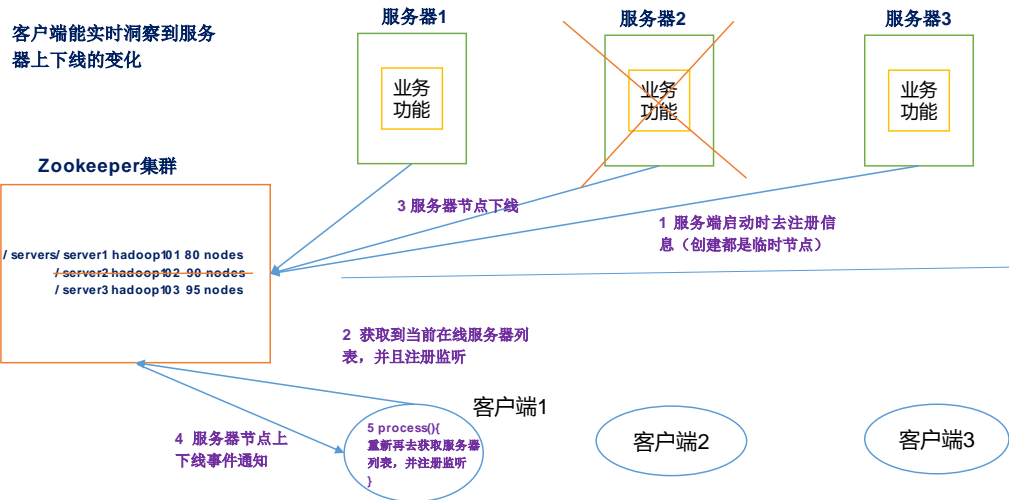 客户端能实时洞察到服务
器上下线的变化
服务器1
服务器2
服务器3
业务
功能
业务
功能
业务
功能
Zookeeper集群
3 服务器节点下线
1 服务端启动时去注册信
息（创建都是临时节点）
/ servers/ server1 hadoop101 80 nodes
/ server2 hadoop102 90 nodes
/ server3 hadoop103 95 nodes
2 获取到当前在线服务器列
表，并且注册监听
4 服务器节点上
下线事件通知
客户端1
5 process(){
重新再去获取服务器
列表，并注册监听
}
客户端2
客户端3